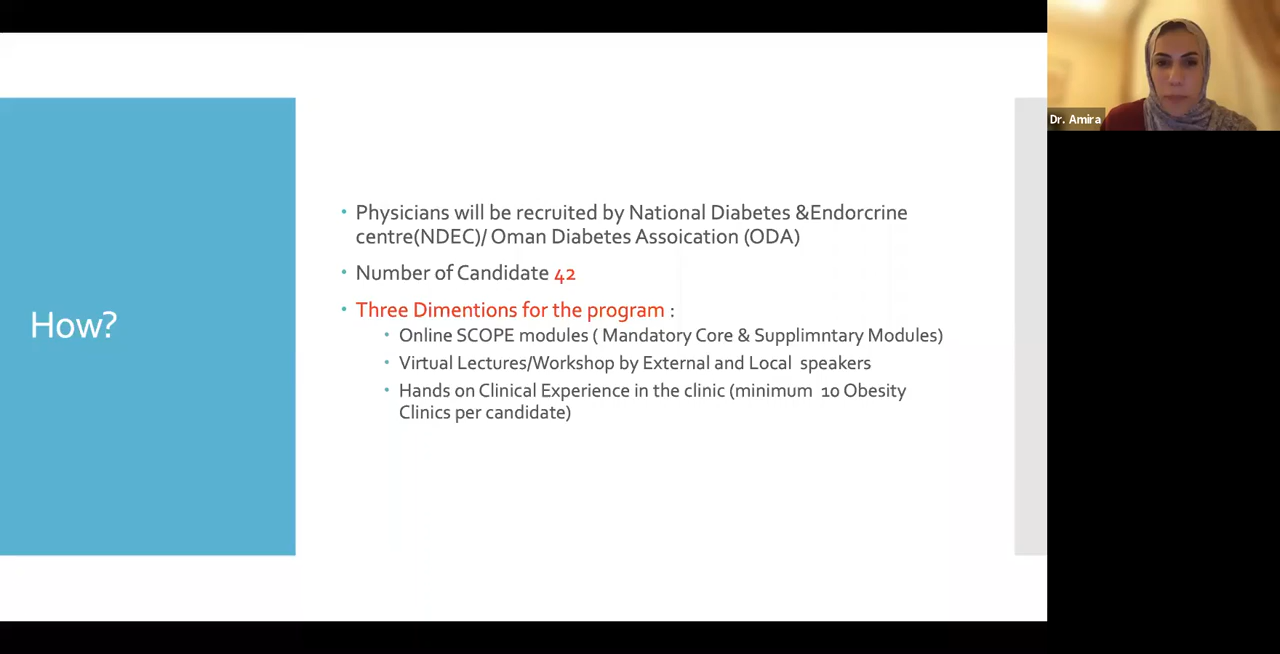 How?
Physicians will be recruited by National Diabetes &Endorcrine
centre(NDEC)/ Oman Diabetes Assoication (ODA)
Number of Candidate 42
Three Dimentions for the program :
Online SCOPE modules ( Mandatory Core & Supplimntary Modules)
Virtual Lectures/Workshop by External and Local speakers
Hands on Clinical Experience in the clinic (minimum 10 Obesity
Clinics per candidate)
Dr. Amira